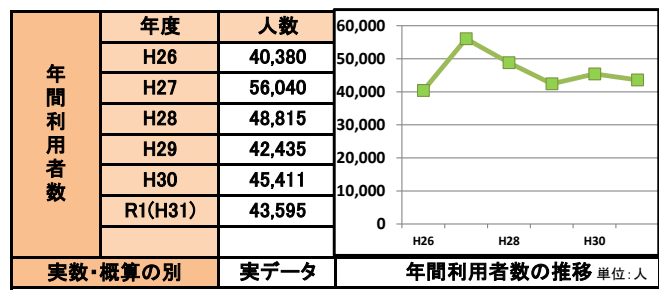 年間利用者数
年度 人数
H26 40,380
H27 56,040
H28 48,815
H29 42,435
H30 45,411
R1(H31) 43,595
実数・概算の別 実データ
60,000
50,000
40,000
30,000
20,000
10,000
0
H26 H28 H30
年間利用者数の推移 単位:人